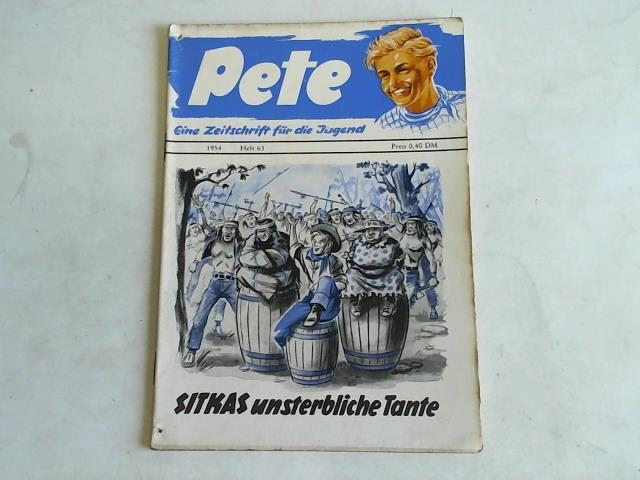 Pete
Eine Zeitschrift für die Jugend
1954 Heft 63 Preis 0,40 DM
SITKAS unsterbliche Tante